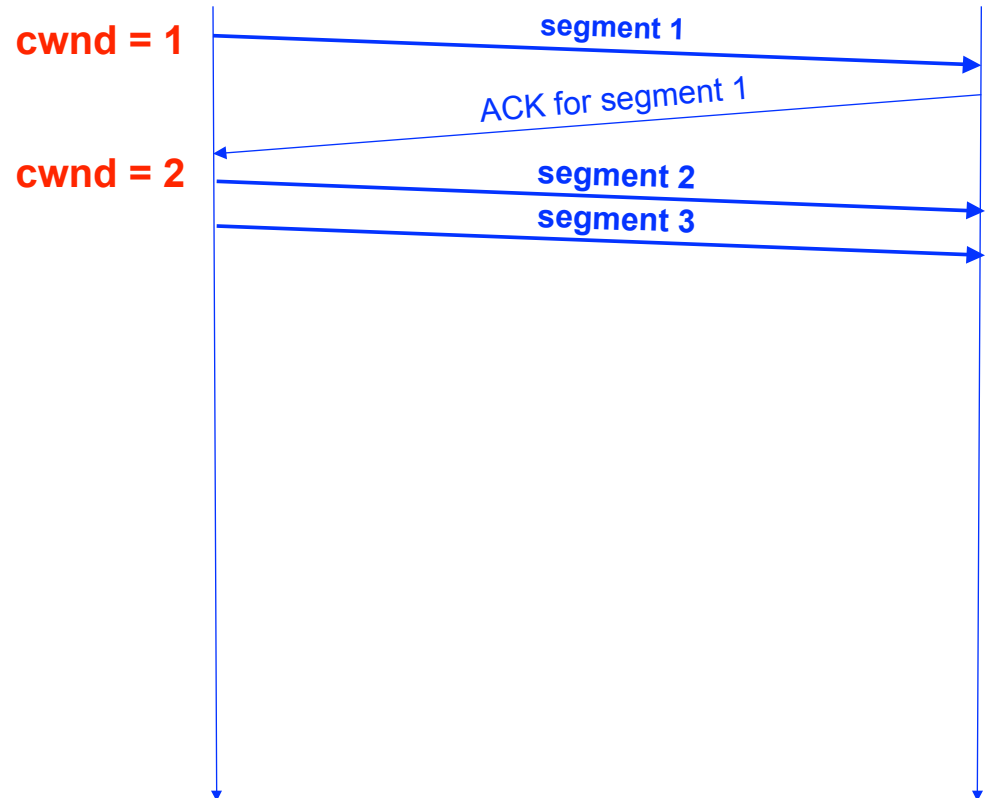 cwnd = 1
segment 1
ACK for segment 1
cwnd = 2
segment 2
segment 3